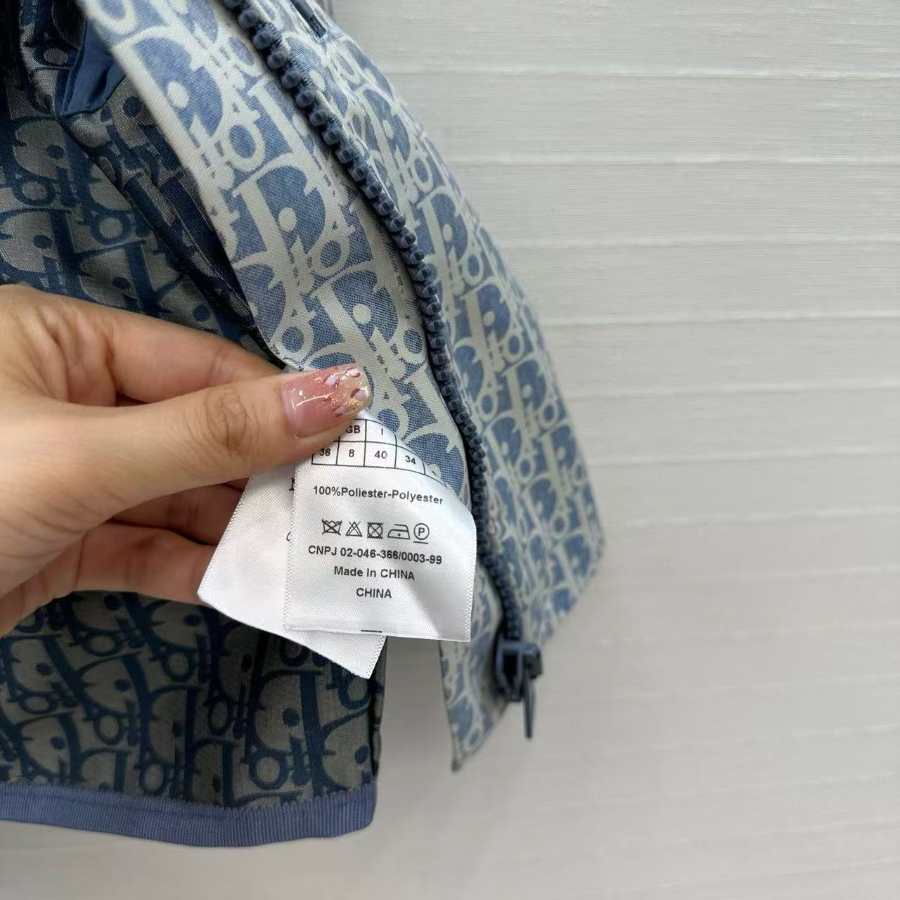 GB I
36 8 40 34
100%Poliester-Polyester
CNPJ 02-046-366/0003-99
Made in CHINA
CHINA